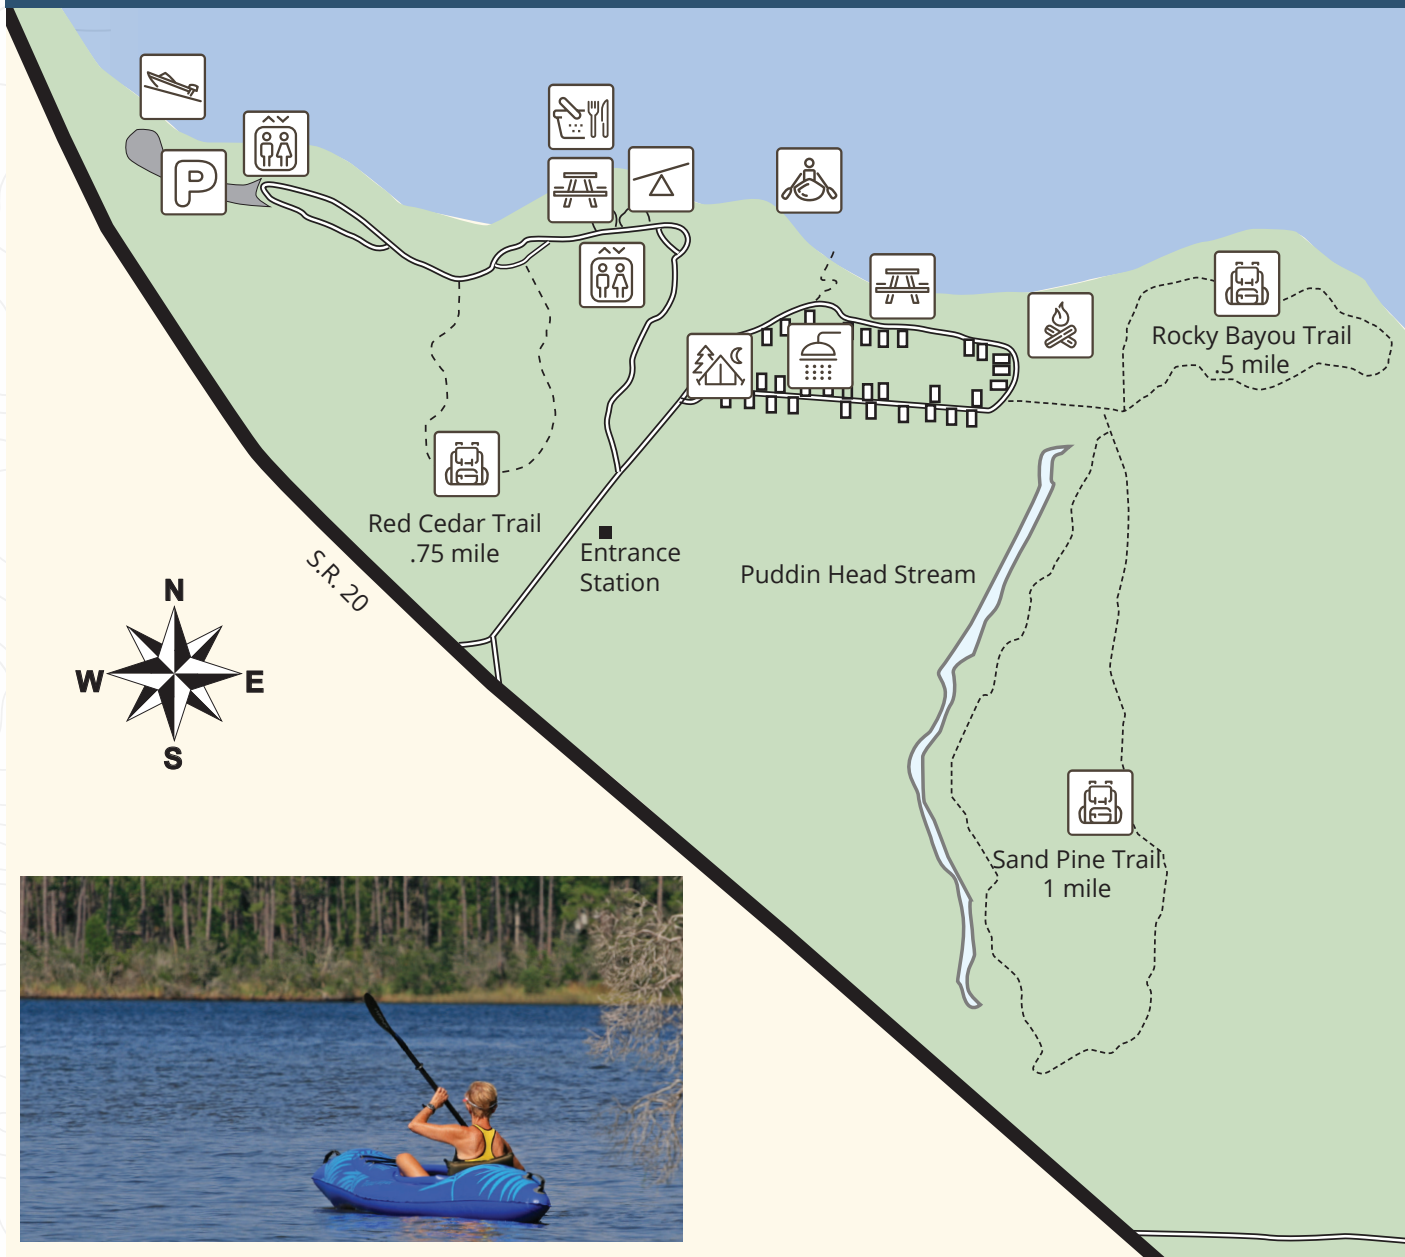 P
Rocky Bayou Trail
.5 mile
Red Cedar Trail
.75 mile
Entrance
Station
S.R. 20
Puddin Head Stream
N
W
E
S
Sand Pine Trail
1 mile